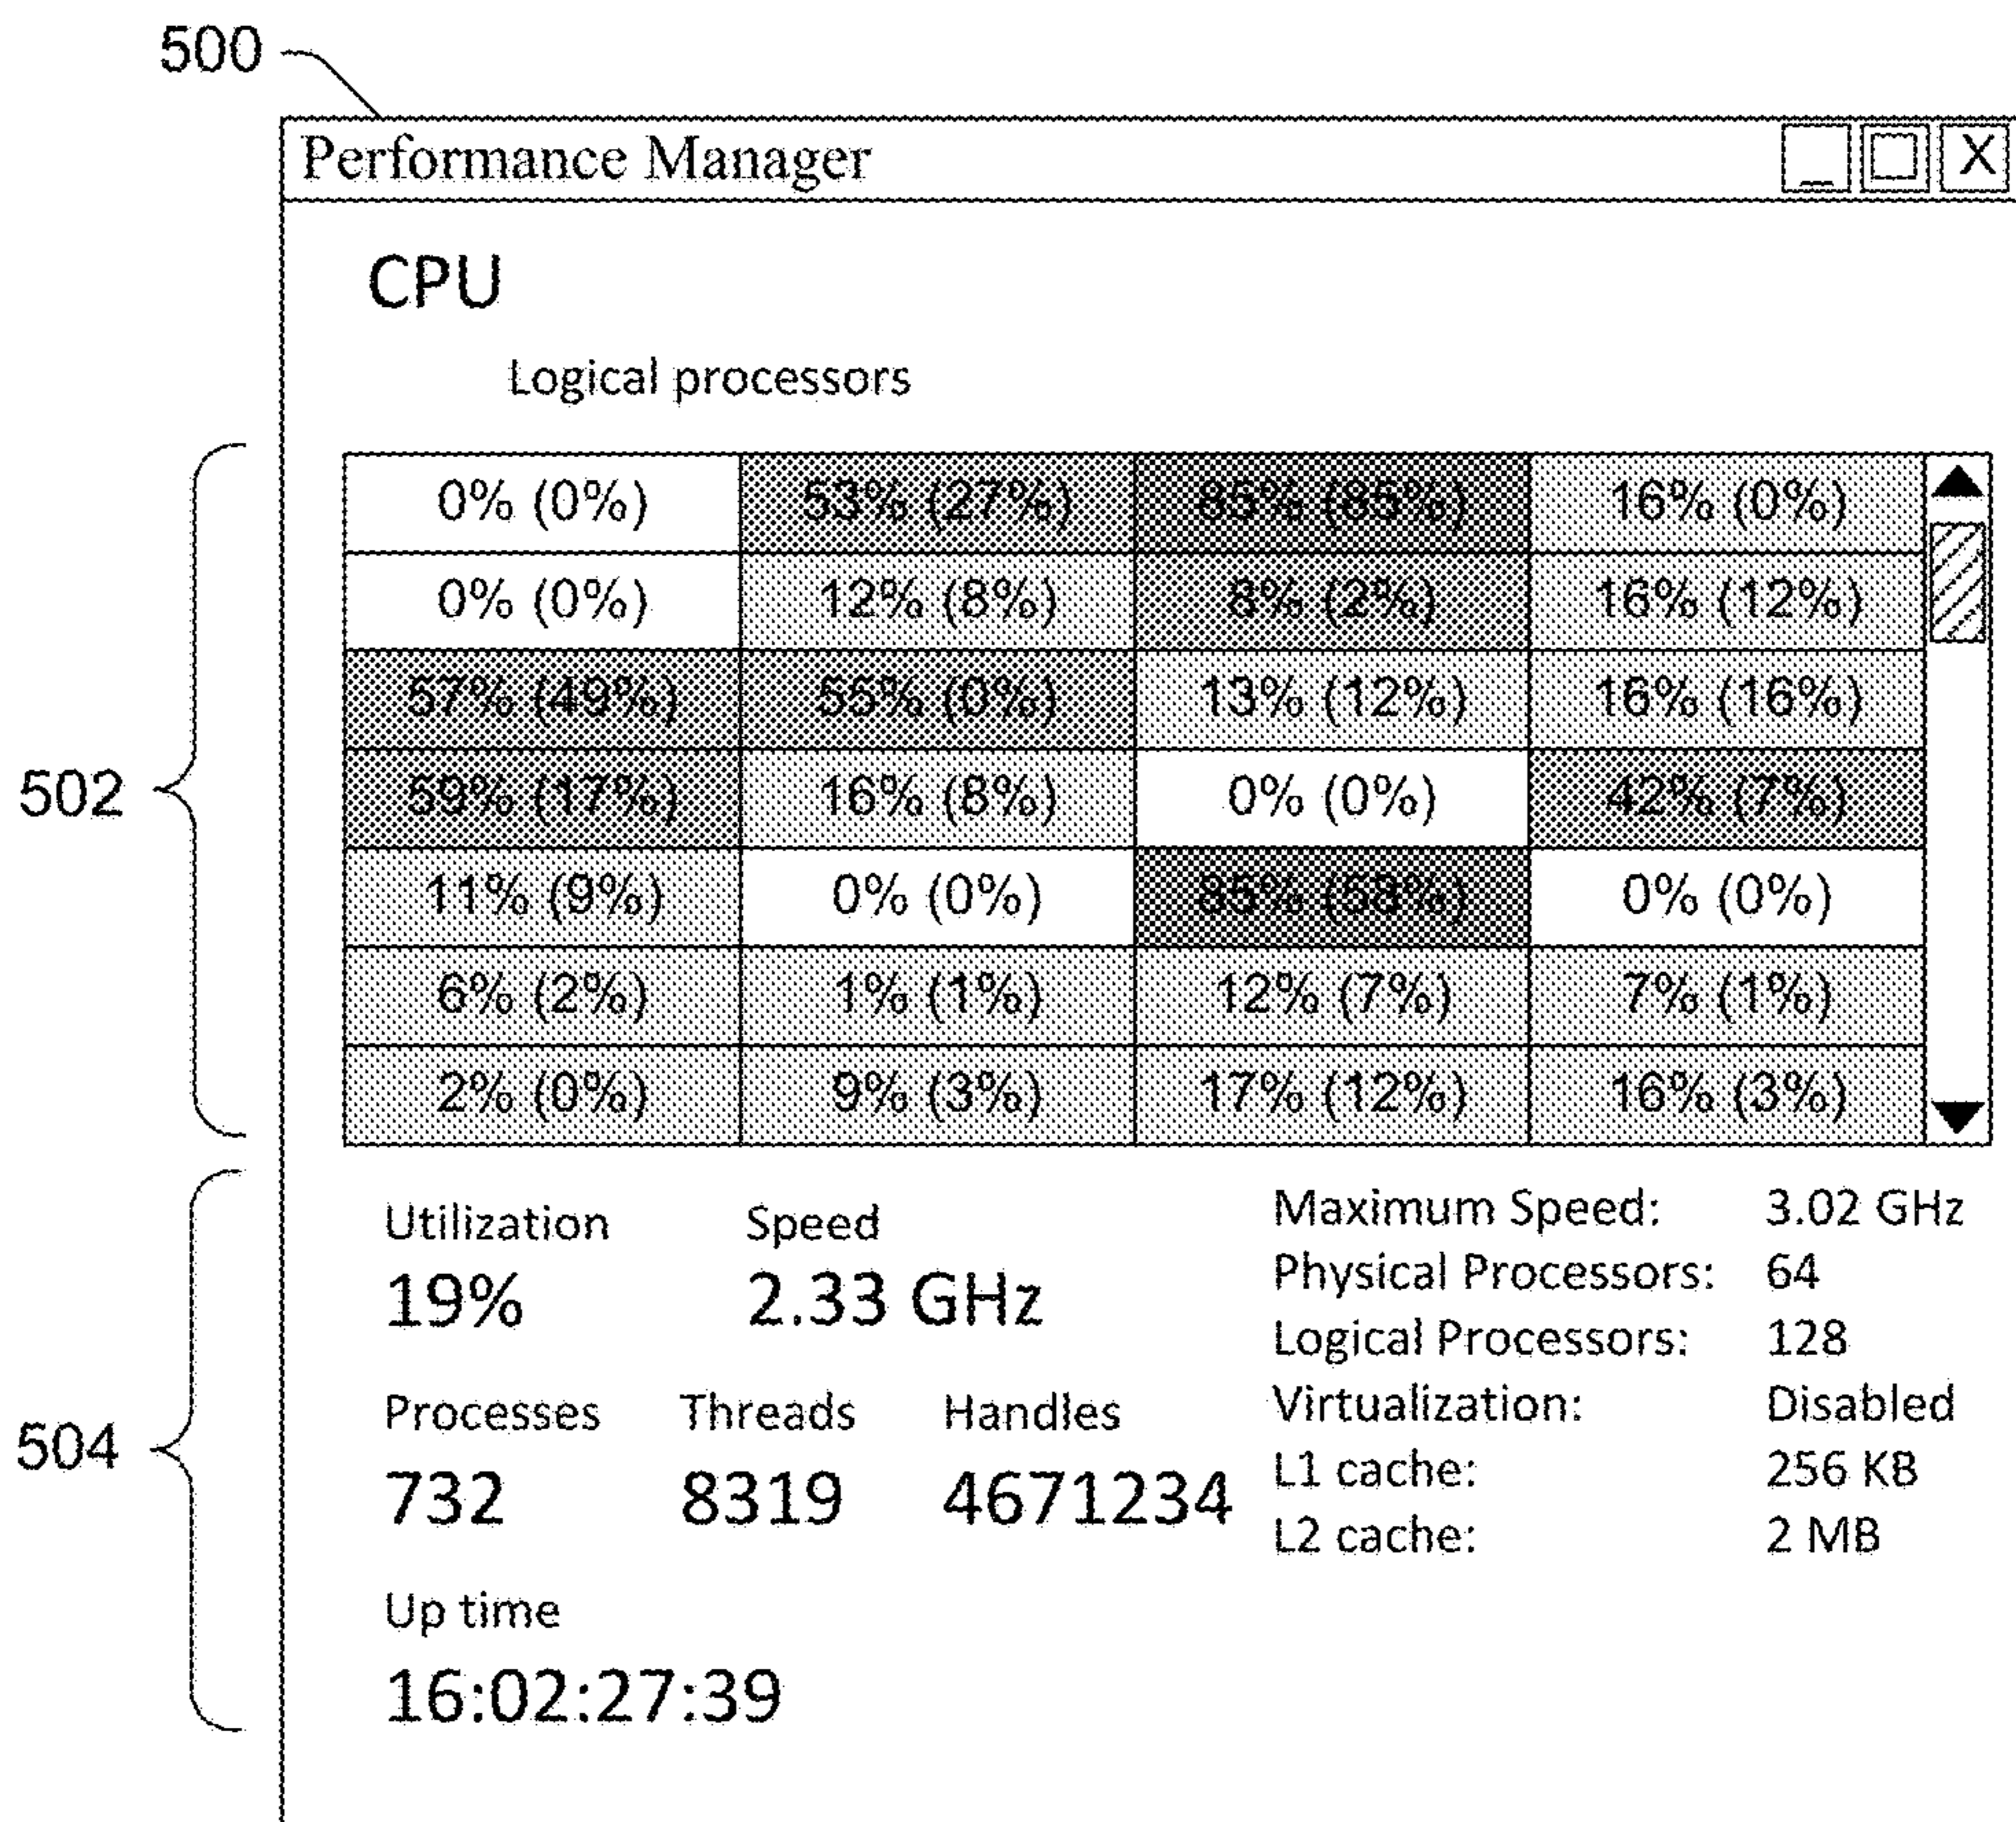 500
Performance Manager _ X
CPU
Logical processors
0% (0%) 53% (27%) 85% (85%) 16% (0%)
0% (0%) 12% (8%) 8% (2%) 16% (12%)
57% (49%) 55% (0%) 13% (12%) 16% (16%)
502
59% (17%) 16% (8%) 0% (0%) 42% (7%)
11% (9%) 0% (0%) 85% (58%) 0% (0%)
6% (2%) 1% (1%) 12% (7%) 7% (1%)
2% (0%) 9% (3%) 17% (12%) 16% (3%)
504
Utilization Speed
19% 2.33 GHz
Processes Threads Handles
732 8319 4671234
Up time
16:02:27:39
Maximum Speed: 3.02 GHz
Physical Processors: 64
Logical Processors: 128
Virtualization: Disabled
L1 cache: 256 KB
L2 cache: 2 MB